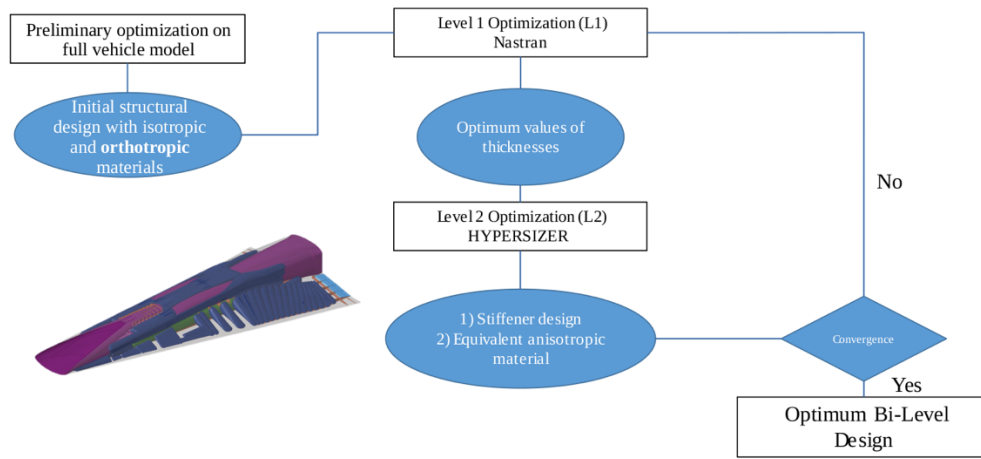 Preliminary optimization on
full vehicle model
Initial structural
design with isotropic
and orthotropic
materials
Level 1 Optimization (L1)
Nastran
Optimum values of
thicknesses
Level 2 Optimization (L2)
HYPERSIZER
1) Stiffener design
2) Equivalent anisotropic
material
No
Convergence
Yes
Optimum Bi-Level
Design